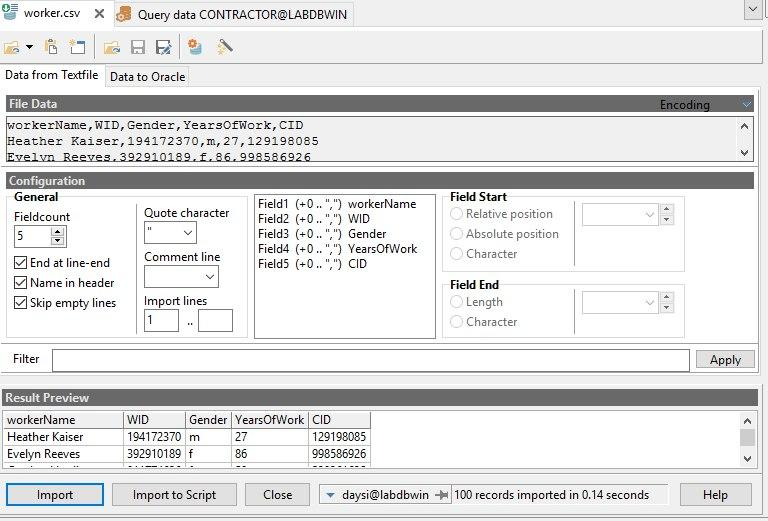 worker.csv
Query data CONTRACTOR@LABDBWIN
Data from Textfile
Data to Oracle
File Data
Encoding
workerName,WID,Gender,YearsOfWork,CID
Heather Kaiser,194172370,m,27,129198085
Evelyn Reeves,392910189,f,86,998586926
Configuration
General
Fieldcount
5
End at line-end
Name in header
Skip empty lines
Quote character
"
Comment line
Import lines
1 ..
Field1 (+0 .. ",") workerName
Field2 (+0 .. ",") WID
Field3 (+0 .. ",") Gender
Field4 (+0 .. ",") YearsOfWork
Field5 (+0 .. ",") CID
Field Start
Relative position
Absolute position
Character
Field End
Length
Character
Filter
Apply
Result Preview
workerName WID Gender YearsOfWork CID
Heather Kaiser 194172370 m 27 129198085
Evelyn Reeves 392910189 f 86 998586926
Import
Import to Script
Close
daysi@labdbwin
100 records imported in 0.14 seconds
Help